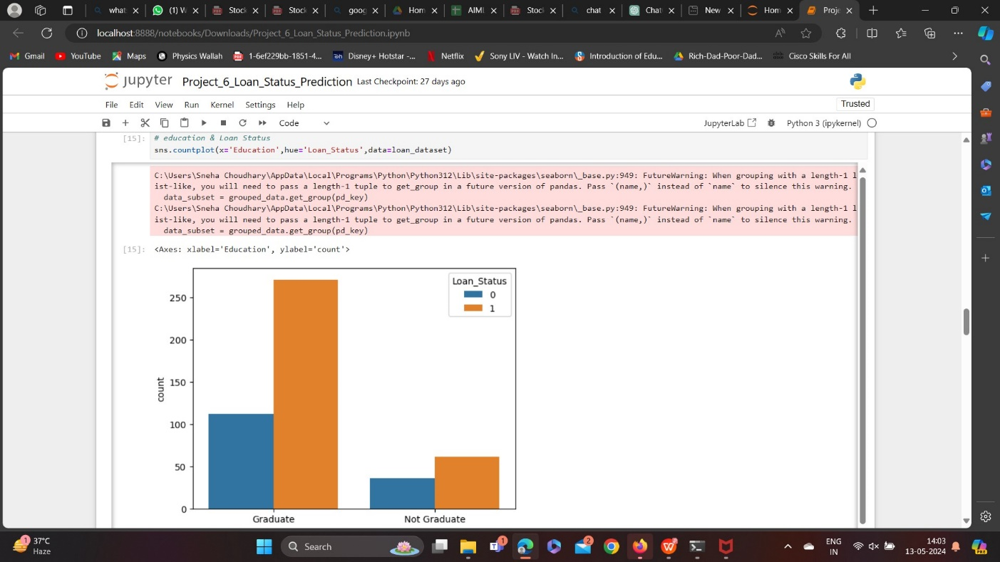 what
(1) W
Stock
Stock
goog
Hom
AIML
Stock
chat
Chat
New
Hom
Proje
localhost:8888/notebooks/Downloads/Project_6_Loan_Status_Prediction.ipynb
Gmail
YouTube
Maps
Physics Wallah
1-6ef229bb-1851-4...
Disney+ Hotstar -...
Netflix
Sony LIV - Watch In...
Introduction of Edu...
Rich-Dad-Poor-Dad...
Cisco Skills For All
jupyter Project_6_Loan_Status_Prediction Last Checkpoint: 27 days ago
File Edit View Run Kernel Settings Help
Trusted
Code
JupyterLab
Python 3 (ipykernel)
[15]: # education & Loan Status
sns.countplot(x='Education',hue='Loan_Status',data=loan_dataset)
C:\Users\Sneha Choudhary\AppData\Local\Programs\Python\Python312\Lib\site-packages\seaborn\_base.py:949: FutureWarning: When grouping with a length-1 l
ist-like, you will need to pass a length-1 tuple to get_group in a future version of pandas. Pass `(name,)` instead of `name` to silence this warning.
data_subset = grouped_data.get_group(pd_key)
C:\Users\Sneha Choudhary\AppData\Local\Programs\Python\Python312\Lib\site-packages\seaborn\_base.py:949: FutureWarning: When grouping with a length-1 l
ist-like, you will need to pass a length-1 tuple to get_group in a future version of pandas. Pass `(name,)` instead of `name` to silence this warning.
data_subset = grouped_data.get_group(pd_key)
[15]: <Axes: xlabel='Education', ylabel='count'>
Loan_Status
0
1
250
200
150
100
50
0
count
Graduate
Not Graduate
1
37°C
Haze
Search
1
2
ENG
IN
14:03
13-05-2024